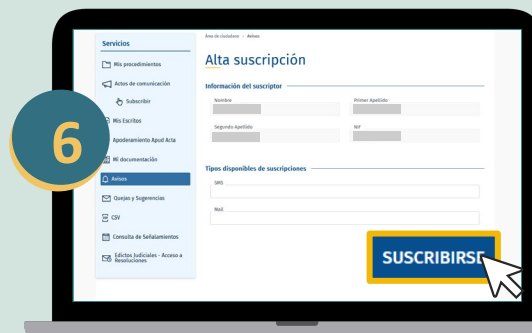 6
Servicios
Mis procedimientos
Actos de comunicación
Subscribir
Mis Escritos
Apoderamiento Apud Acta
Mi documentación
Avisos
Quejas y Sugerencias
CSV
Consulta de Señalamientos
Edictos Judiciales - Acceso a
Resoluciones
Área de ciudadano - Avisos
Alta suscripción
Información del suscriptor
Nombre
Primer Apellido
Segundo Apellido
NIF
Tipos disponibles de suscripciones
SMS
Mail
SUSCRIBIRSE